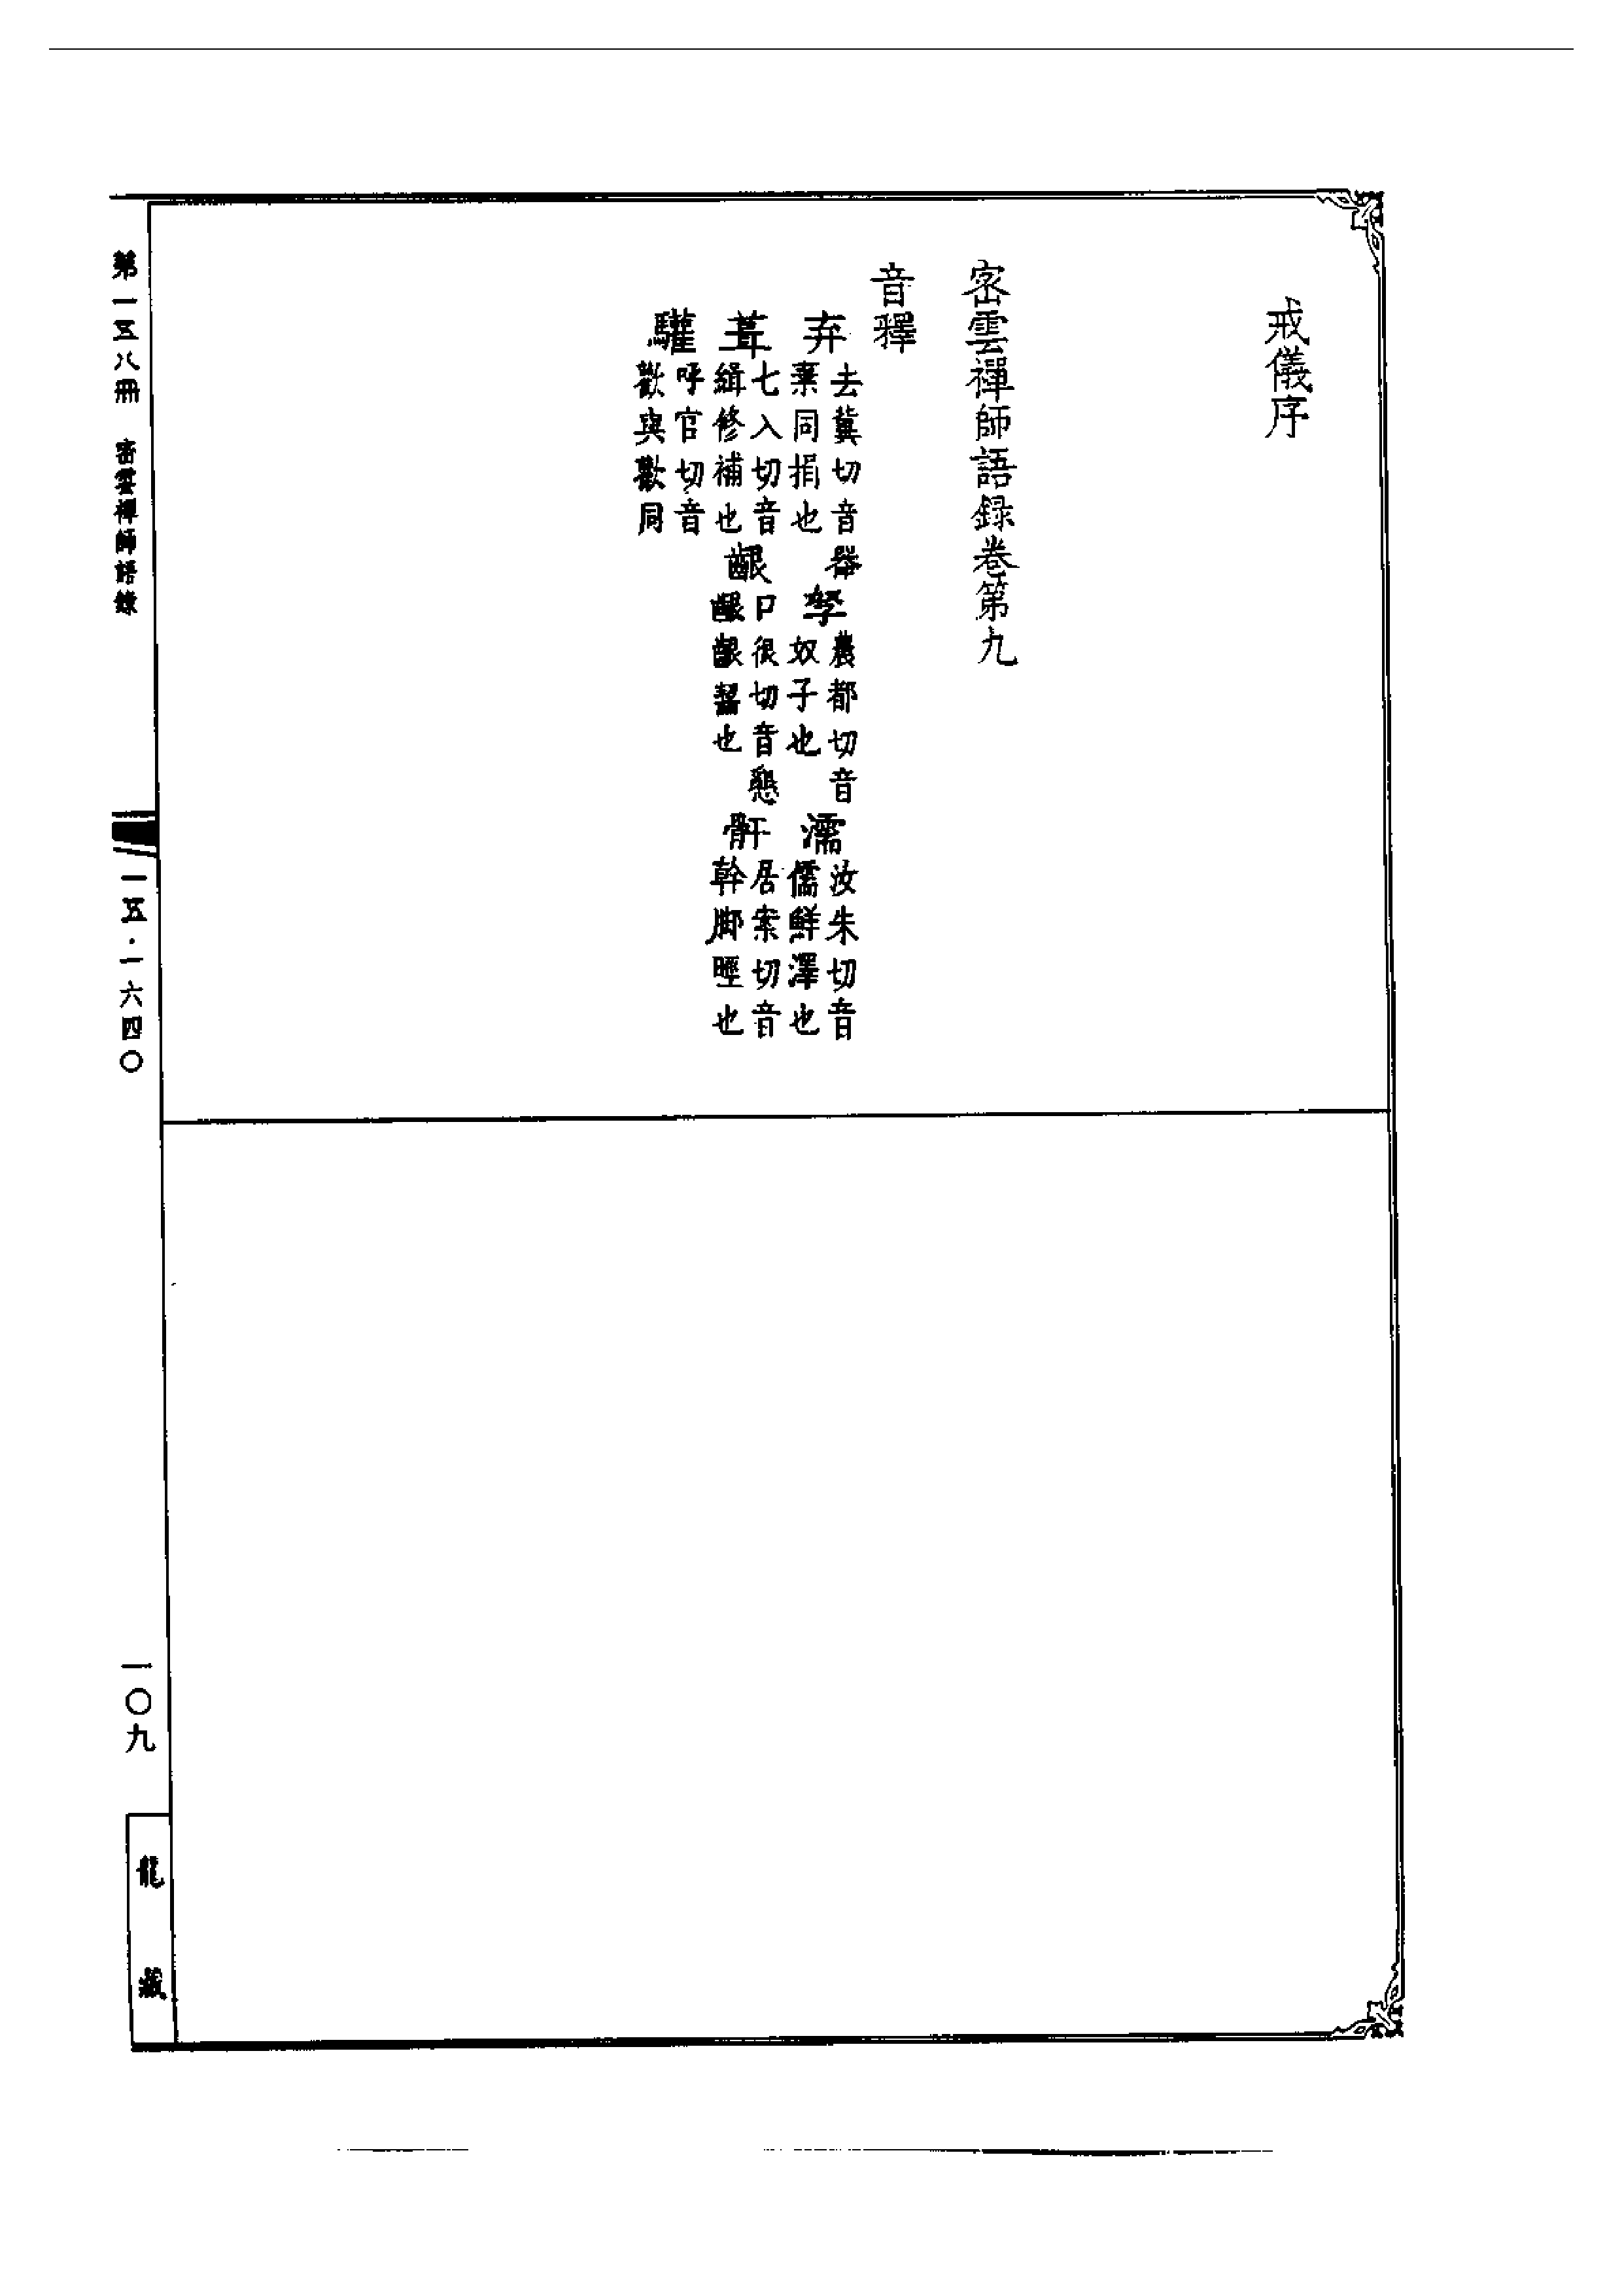 戒儀序
密雲禪師語録卷第九
音釋
弃去冀切音器棄同捐也 孥農都切音奴子也 濡汝朱切音儒鮮澤也
葺七入切音緝修補也 齦口很切音懇齦齦齧也 骭居案切音幹脚脛也
驩呼官切音歡與歡同
第一五八冊 密雲禪師語錄
一五·一六四〇
一〇九
龍藏